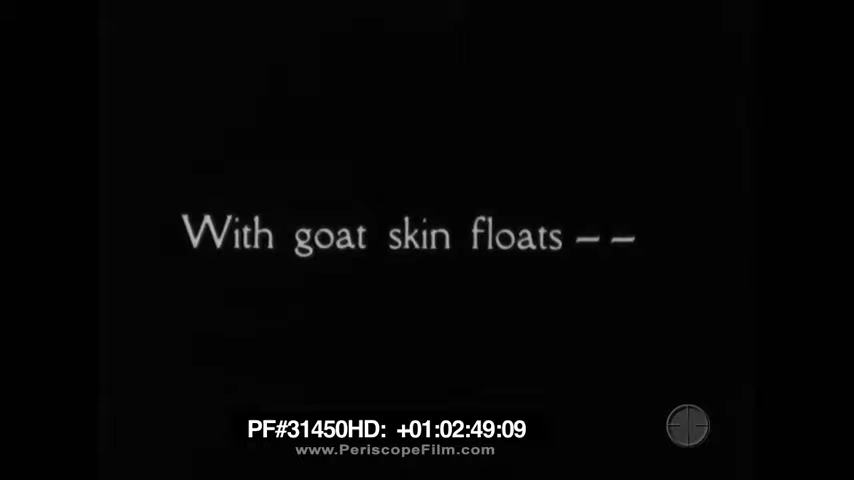 With goat skin floats — —
PF#31450HD: +01:02:49:09
www.PeriscopeFilm.com